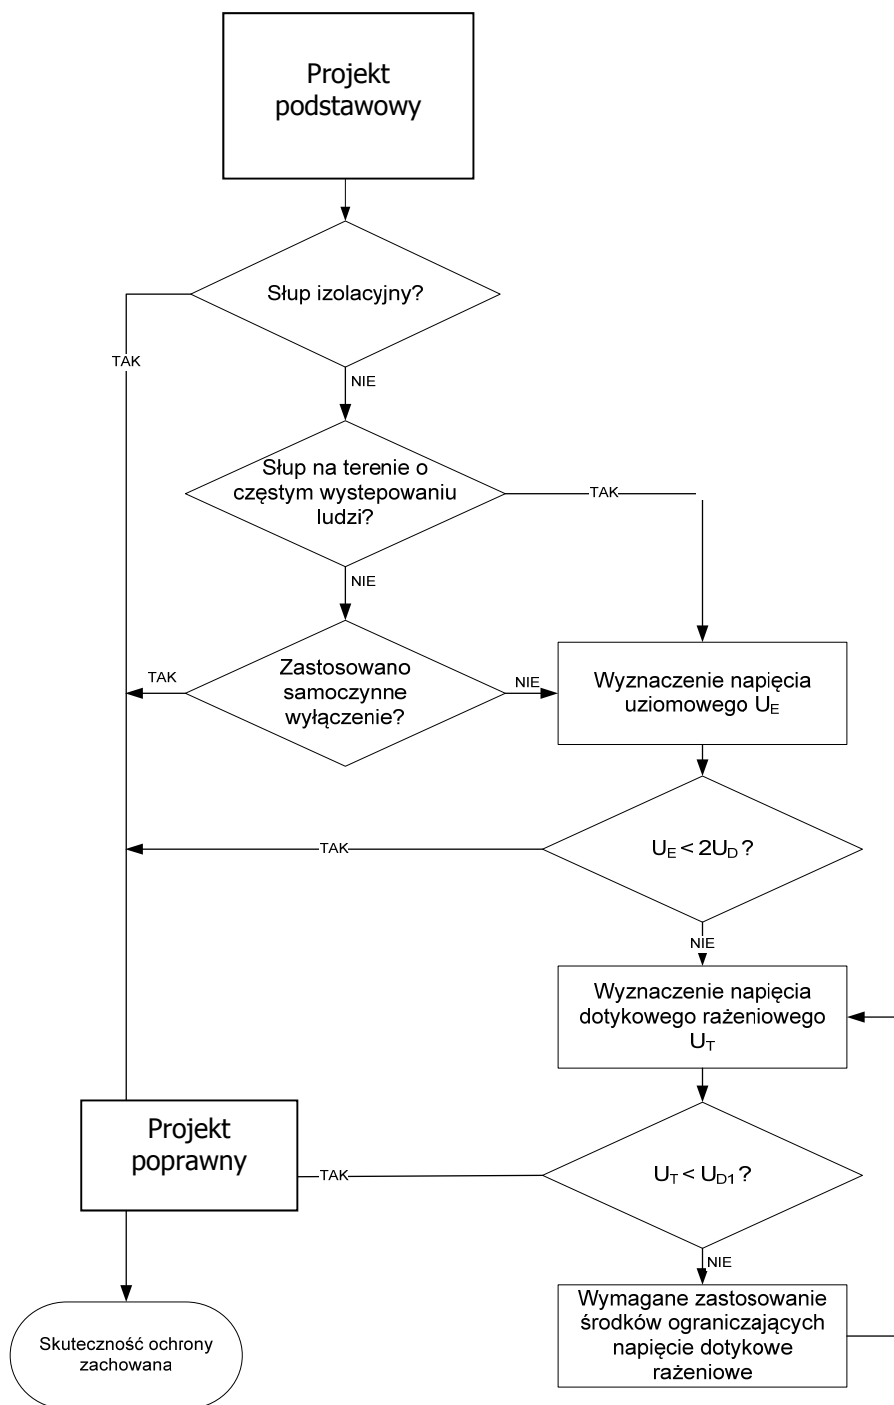 Projekt
podstawowy
Słup izolacyjny?
TAK
NIE
Słup na terenie o
częstym wystepowaniu
ludzi?
TAK
NIE
Zastosowano
samoczynne
wyłączenie?
TAK
NIE
Wyznaczenie napięcia
uziomowego UE
UE < 2UD ?
TAK
NIE
Wyznaczenie napięcia
dotykowego rażeniowego
UT
Projekt
poprawny
UT < UD1 ?
TAK
NIE
Wymagane zastosowanie
środków ograniczających
napięcie dotykowe
rażeniowe
Skuteczność ochrony
zachowana